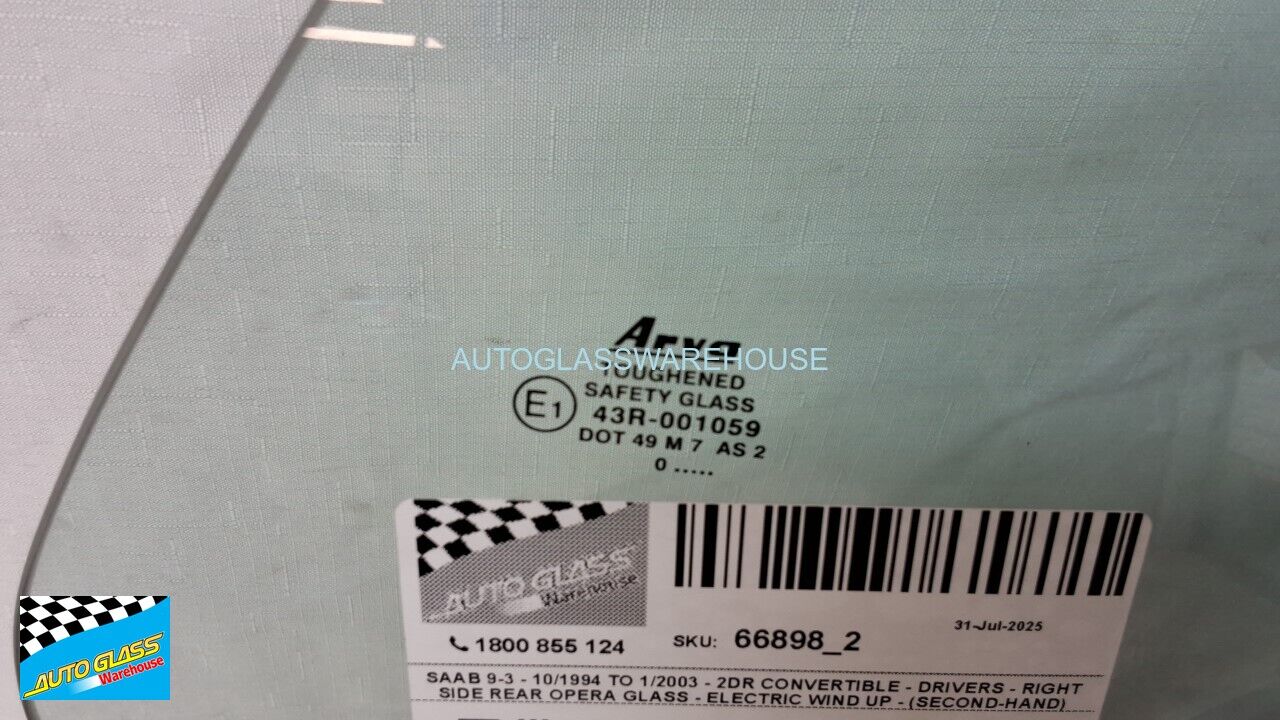 AUTOGLASSWAREHOUSE
TOUGHENED
SAFETY GLASS
E1
43R-001059
DOT 49 M 7 AS 2
0 .....
AUTO GLASS
Warehouse
1800 855 124
SKU: 66898_2
31-Jul-2025
SAAB 9-3 - 10/1994 TO 1/2003 - 2DR CONVERTIBLE - DRIVERS - RIGHT
SIDE REAR OPERA GLASS - ELECTRIC WIND UP - (SECOND-HAND)
AUTO GLASS
Warehouse